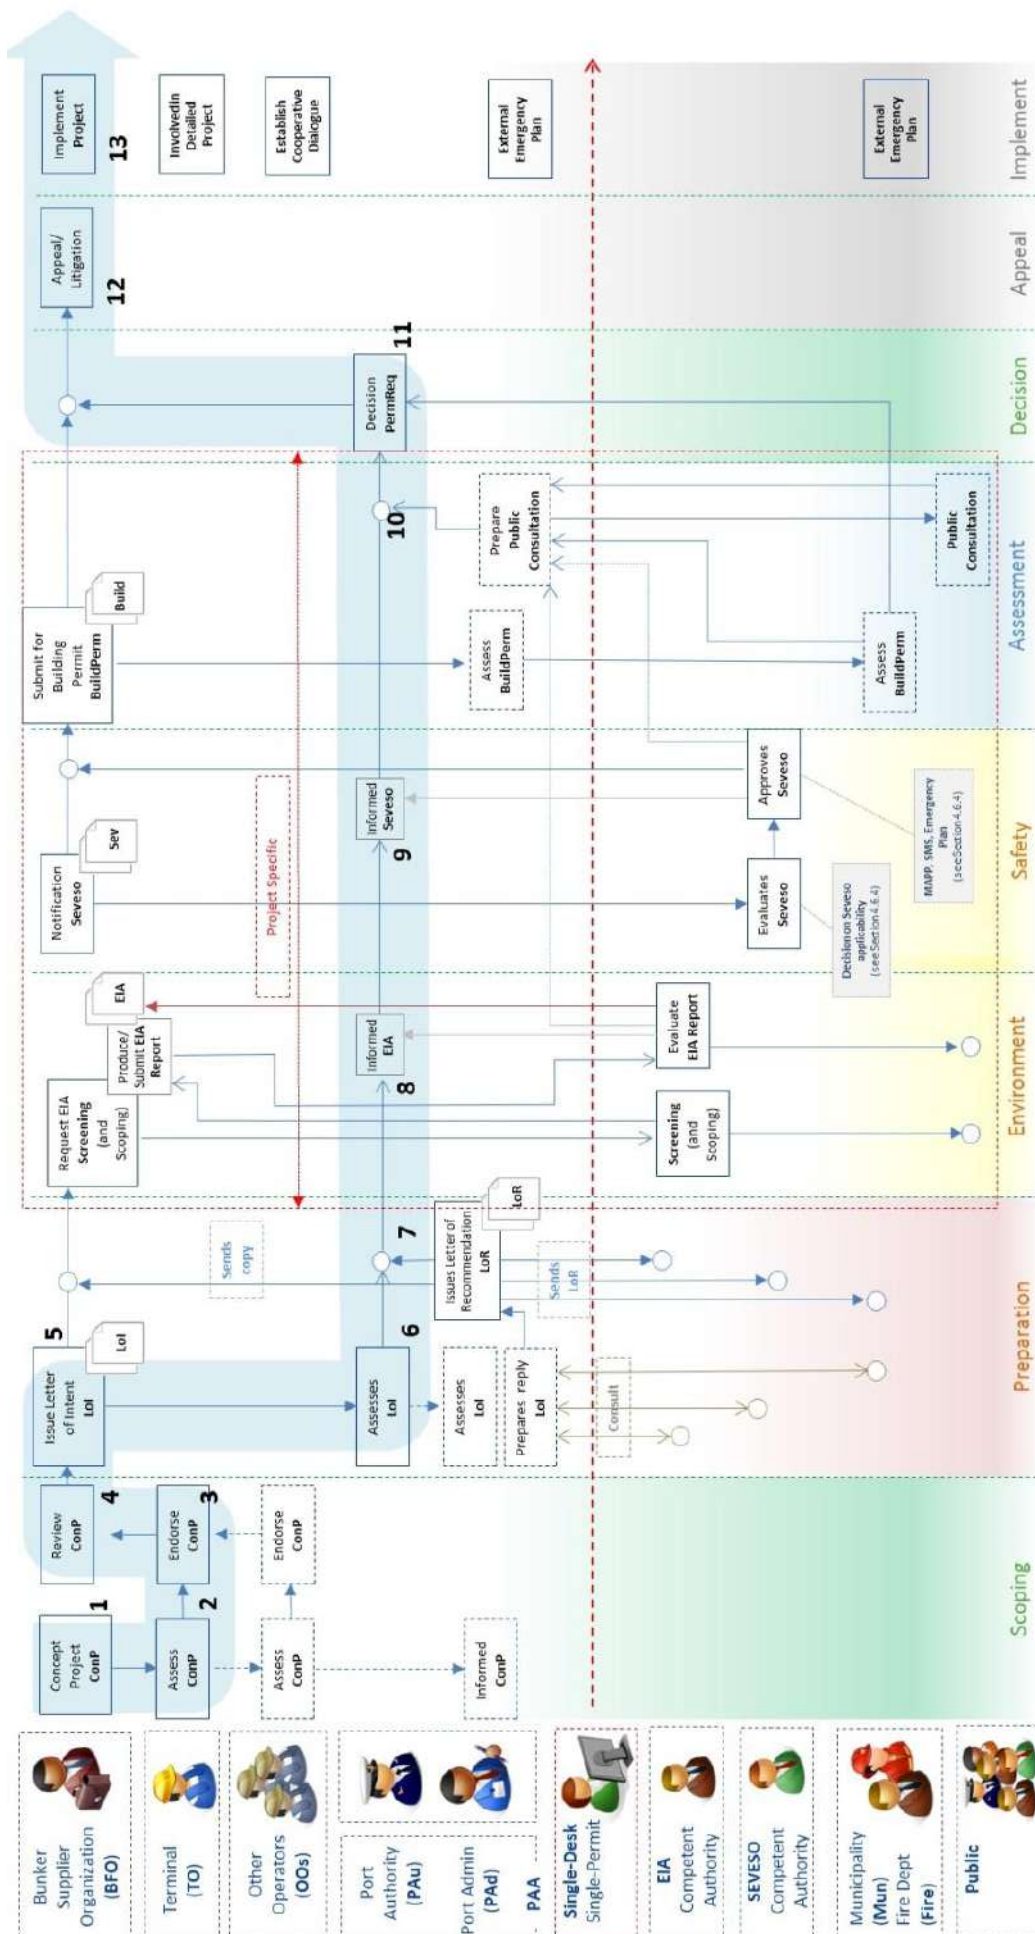 Bunker
Supplier
Organization
(BFO)
Concept
Project
ConP
1
Review
ConP
4
Issue Letter
of Intent
LoI
LoI
5
Request EIA
Screening
(and
Scoping)
Produce/
Submit EIA
Report
EIA
Notification
Seveso
Sev
Submit for
Building
Permit
BuildPerm
Build
Appeal/
Litigation
12
Implement
Project
13
Terminal
(TO)
Assess
ConP
2
Endorse
ConP
3
Sends
copy
Project Specific
InvolvedIn
Detailed
Project
Other
Operators
(OOs)
Assess
ConP
Endorse
ConP
Establish
Cooperative
Dialogue
Port
Authority (PAu)
Assesses
LoI
6
7
Informed
EIA
8
Informed
Seveso
9
10
Decision
PermReq
11
Port Admin
(PAd)
PAA
Informed
ConP
Assesses
LoI
Prepares reply
LoI
Issues Letter of
Recommendation
LoR
LoR
Assess
BuildPerm
Prepare
Public
Consultation
External
Emergency
Plan
Single-Desk
Single-Permit
Consult
Sends
LoR
EIA
Competent
Authority
Screening
(and
Scoping)
Evaluate
EIA Report
SEVESO
Competent
Authority
Evaluates
Seveso
Approves
Seveso
Decision on Seveso
applicability
(see Section 4.6.4)
MAPP, SMS, Emergency
Plan
(see Section 4.6.4)
Municipality
(Mun)
Fire Dept
(Fire)
Assess
BuildPerm
External
Emergency
Plan
Public
Public
Consultation
Scoping
Preparation
Environment
Safety
Assessment
Decision
Appeal
Implement